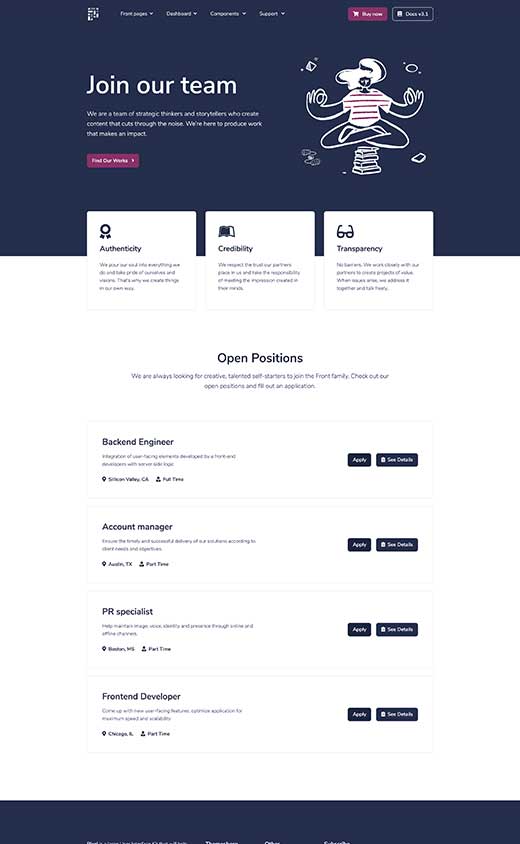 Front pages Dashboard Components Support Buy now Docs v3.1
Join our team
We are a team of strategic thinkers and storytellers who create
content that cuts through the noise. We're here to produce work
that makes an impact.
Find Our Works
Authenticity
We pour our soul into everything we
do and take pride of ourselves and
visions. That's why we create things
in our own way.
Credibility
We respect the trust our partners
place in us and take the responsibility
of meeting the impression created in
their minds.
Transparency
No barriers. We work closely with our
partners to create projects of value.
When issues arise, we address it
together and talk freely.
Open Positions
We are always looking for creative, talented self-starters to join the Front family. Check out our
open positions and fill out an application.
Backend Engineer
Integration of user-facing elements developed by a front-end
developers with server side logic
Silicon Valley, CA Full Time
Apply See Details
Account manager
Ensure the timely and successful delivery of our solutions according to
client needs and objectives.
Austin, TX Part Time
Apply See Details
PR specialist
Help maintain image, voice, identity and presence through online and
offline channels.
Boston, MS Part Time
Apply See Details
Frontend Developer
Come up with new user-facing features, optimize application for
maximum speed and scalability
Chicago, IL Part Time
Apply See Details